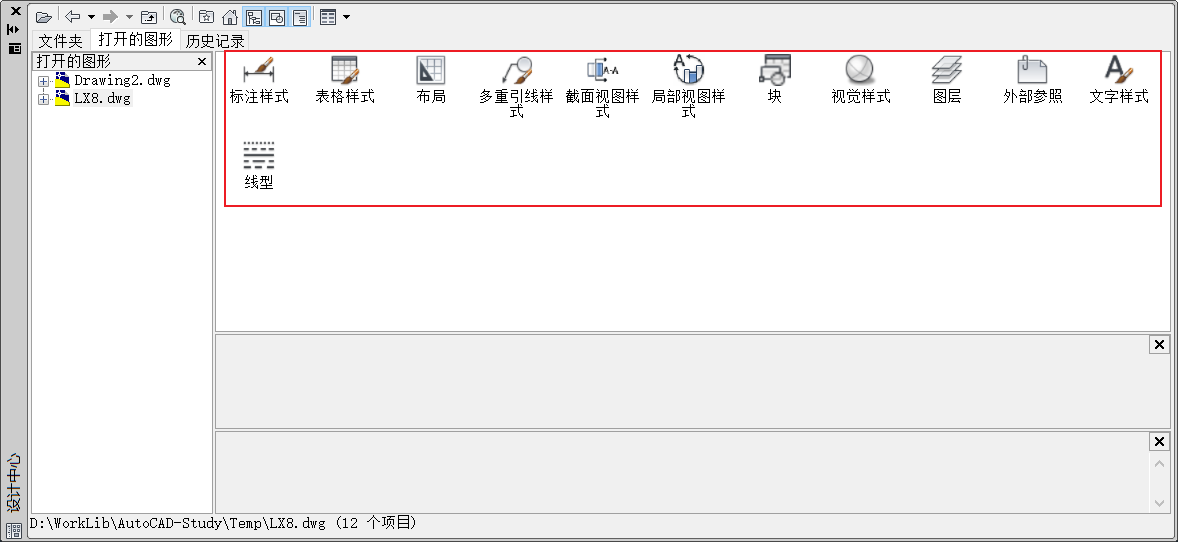 文件夹 打开的图形 历史记录
打开的图形
Drawing2.dwg
LX8.dwg
标注样式 表格样式 布局 多重引线样式 截面视图样式 局部视图样式 块 视觉样式 图层 外部参照 文字样式
线型
设计中心
D:\WorkLib\AutoCAD-Study\Temp\LX8.dwg (12 个项目)